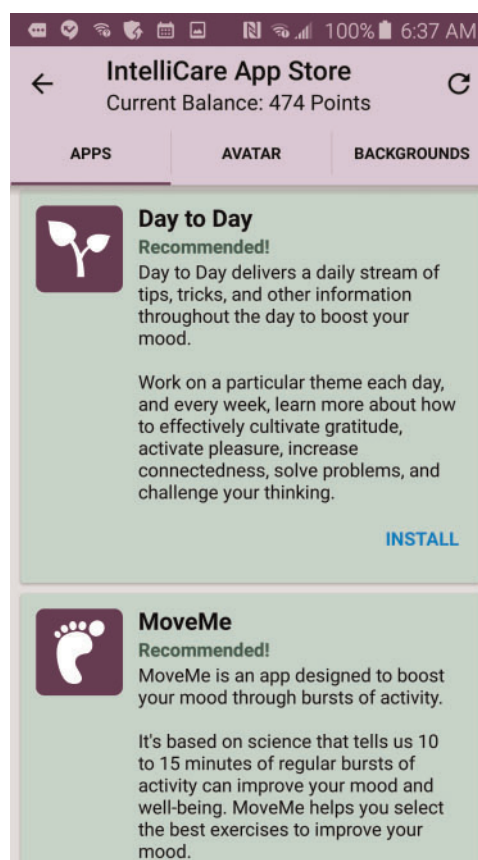 100% 6:37 AM
IntelliCare App Store
Current Balance: 474 Points
APPS
AVATAR
BACKGROUNDS
Day to Day
Recommended!
Day to Day delivers a daily stream of
tips, tricks, and other information
throughout the day to boost your
mood.
Work on a particular theme each day,
and every week, learn more about how
to effectively cultivate gratitude,
activate pleasure, increase
connectedness, solve problems, and
challenge your thinking.
INSTALL
MoveMe
Recommended!
MoveMe is an app designed to boost
your mood through bursts of activity.
It's based on science that tells us 10
to 15 minutes of regular bursts of
activity can improve your mood and
well-being. MoveMe helps you select
the best exercises to improve your
mood.